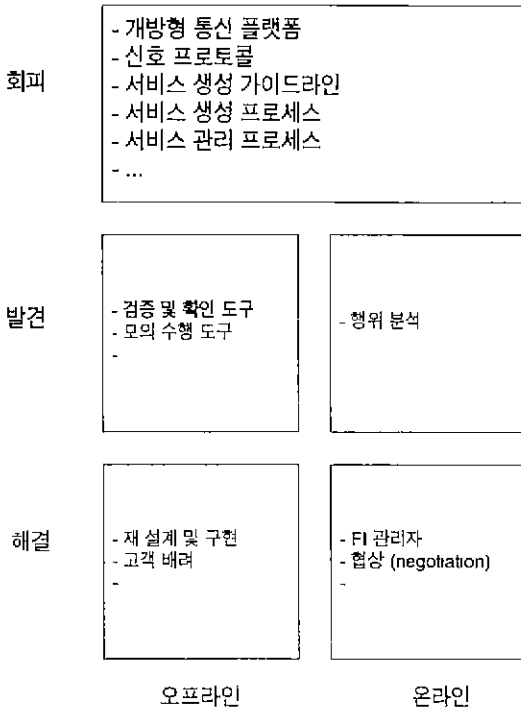 회피
- 개방형 통신 플랫폼
- 신호 프로토콜
- 서비스 생성 가이드라인
- 서비스 생성 프로세스
- 서비스 관리 프로세스
- ...
발견
- 검증 및 확인 도구
- 모의 수행 도구
-
- 행위 분석
해결
- 재 설계 및 구현
- 고객 배려
-
- FI 관리자
- 협상 (negotiation)
-
오프라인
온라인